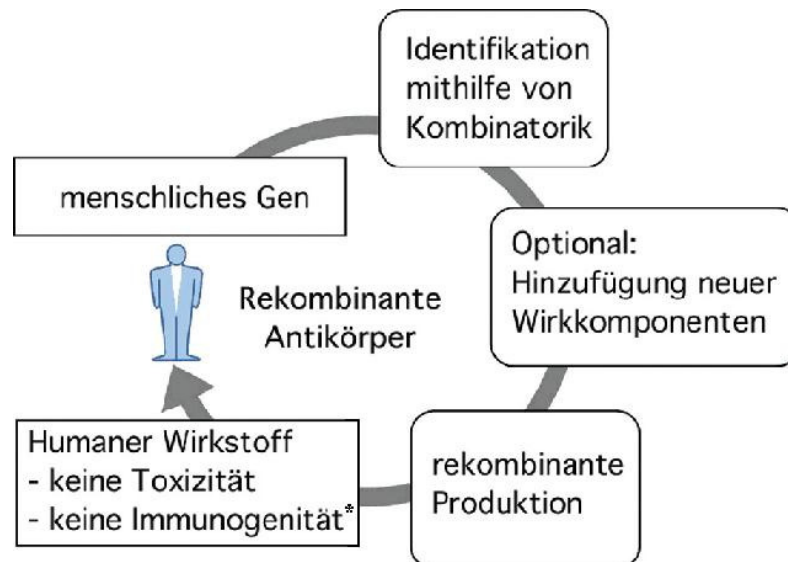 menschliches Gen
Identifikation
mithilfe von
Kombinatorik
Optional:
Hinzufügung neuer
Wirkkomponenten
rekombinante
Produktion
Humaner Wirkstoff
- keine Toxizität
- keine Immunogenität*
Rekombinante
Antikörper